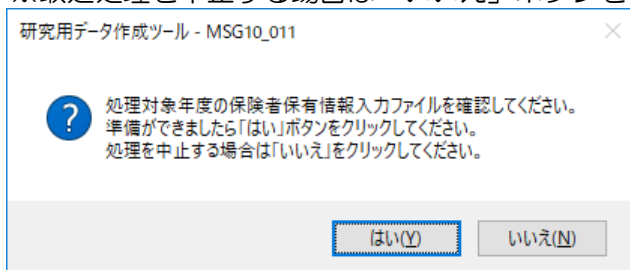 研究用データ作成ツール - MSG10_011
処理対象年度の保険者保有情報入力ファイルを確認してください。
準備ができましたら「はい」ボタンをクリックしてください。
処理を中止する場合は「いいえ」をクリックしてください。
はい(Y)
いいえ(N)